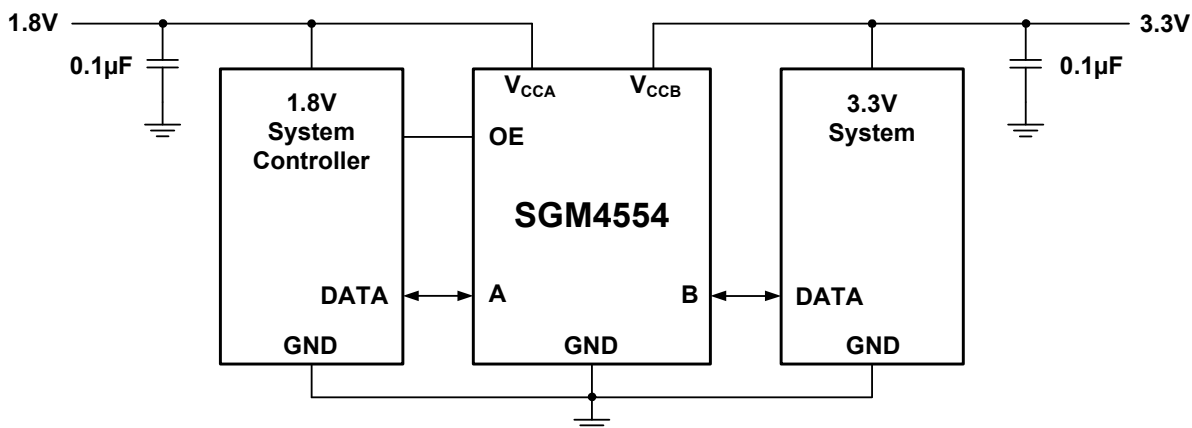 1.8V
3.3V
0.1µF
0.1µF
1.8V
System
Controller
DATA
GND
VCCA
VCCB
OE
SGM4554
A
B
GND
3.3V
System
DATA
GND